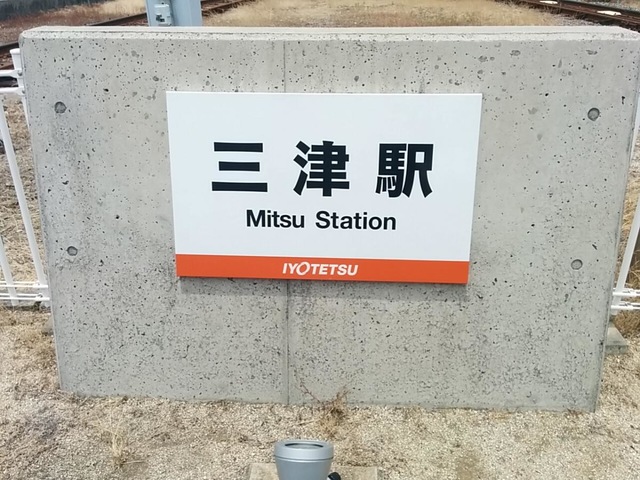 三津駅
Mitsu Station
IYOTETSU